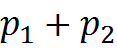 p₁ + p₂